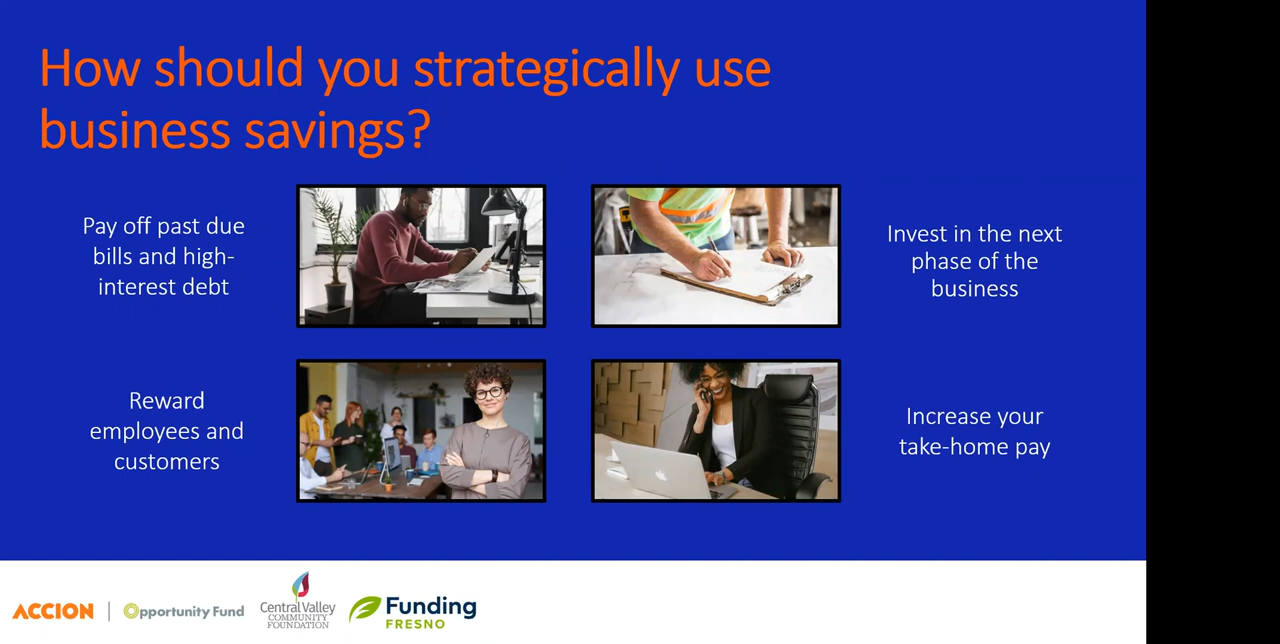 How should you strategically use
business savings?
Pay off past due
bills and high-
interest debt
Invest in the next
phase of the
business
Reward
employees and
customers
Increase your
take-home pay
ACCION
Opportunity Fund
Central Valley
COMMUNITY
FOUNDATION
Funding
FRESNO